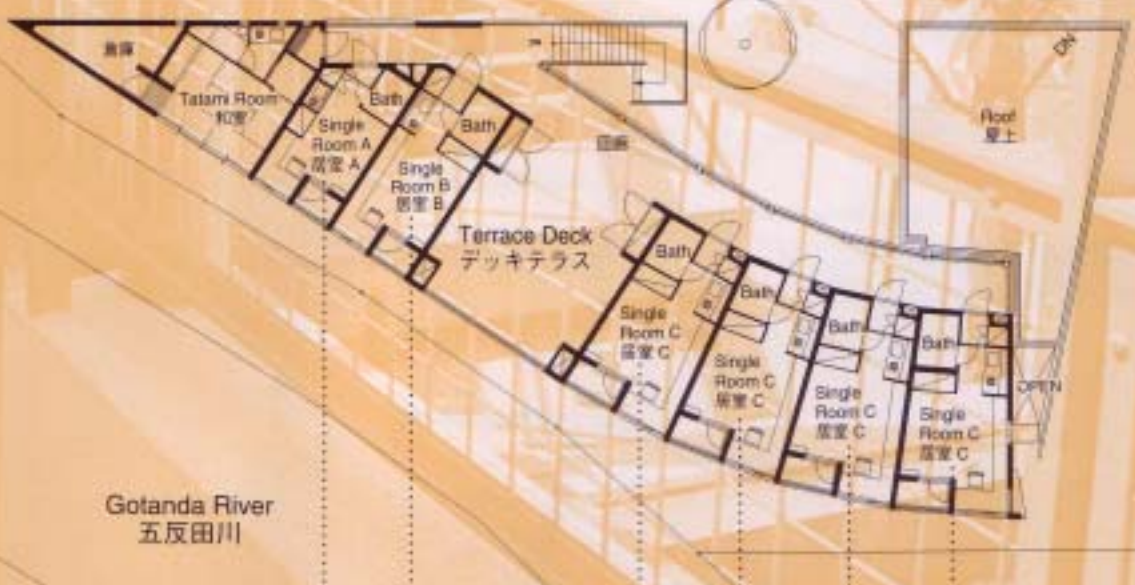 倉庫
Tatami Room
和室
Bath
Single
Room A
居室 A
Bath
Single
Room B
居室 B
回廊
DN
Roof
屋上
Terrace Deck
デッキテラス
Bath
Single
Room C
居室 C
Bath
Single
Room C
居室 C
Bath
Single
Room C
居室 C
Bath
Single
Room C
居室 C
OPEN
Gotanda River
五反田川